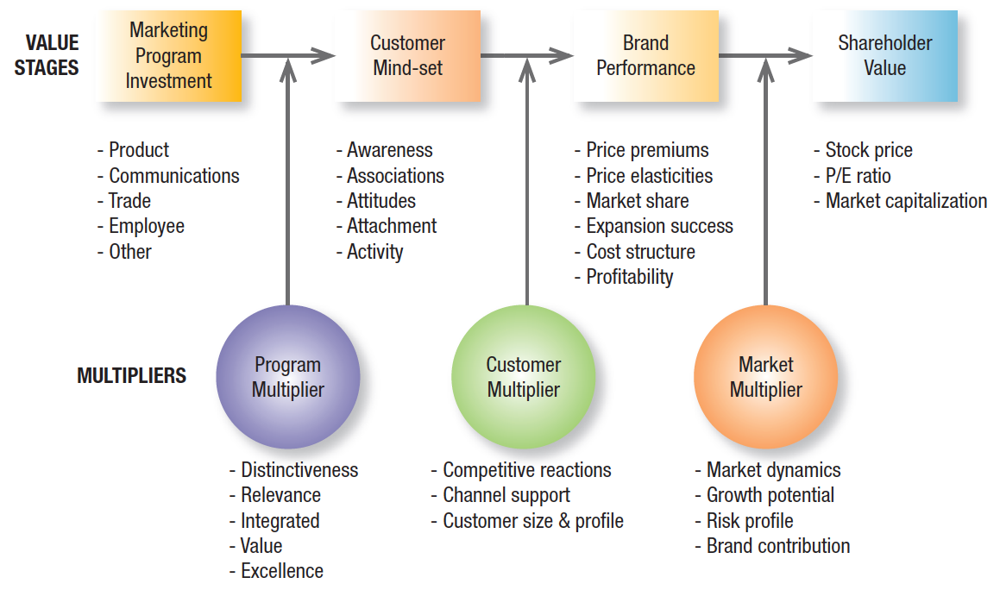 VALUE
STAGES
Marketing
Program
Investment
Customer
Mind-set
Brand
Performance
Shareholder
Value
- Product
- Communications
- Trade
- Employee
- Other
- Awareness
- Associations
- Attitudes
- Attachment
- Activity
- Price premiums
- Price elasticities
- Market share
- Expansion success
- Cost structure
- Profitability
- Stock price
- P/E ratio
- Market capitalization
MULTIPLIERS
Program
Multiplier
Customer
Multiplier
Market
Multiplier
- Distinctiveness
- Relevance
- Integrated
- Value
- Excellence
- Competitive reactions
- Channel support
- Customer size & profile
- Market dynamics
- Growth potential
- Risk profile
- Brand contribution